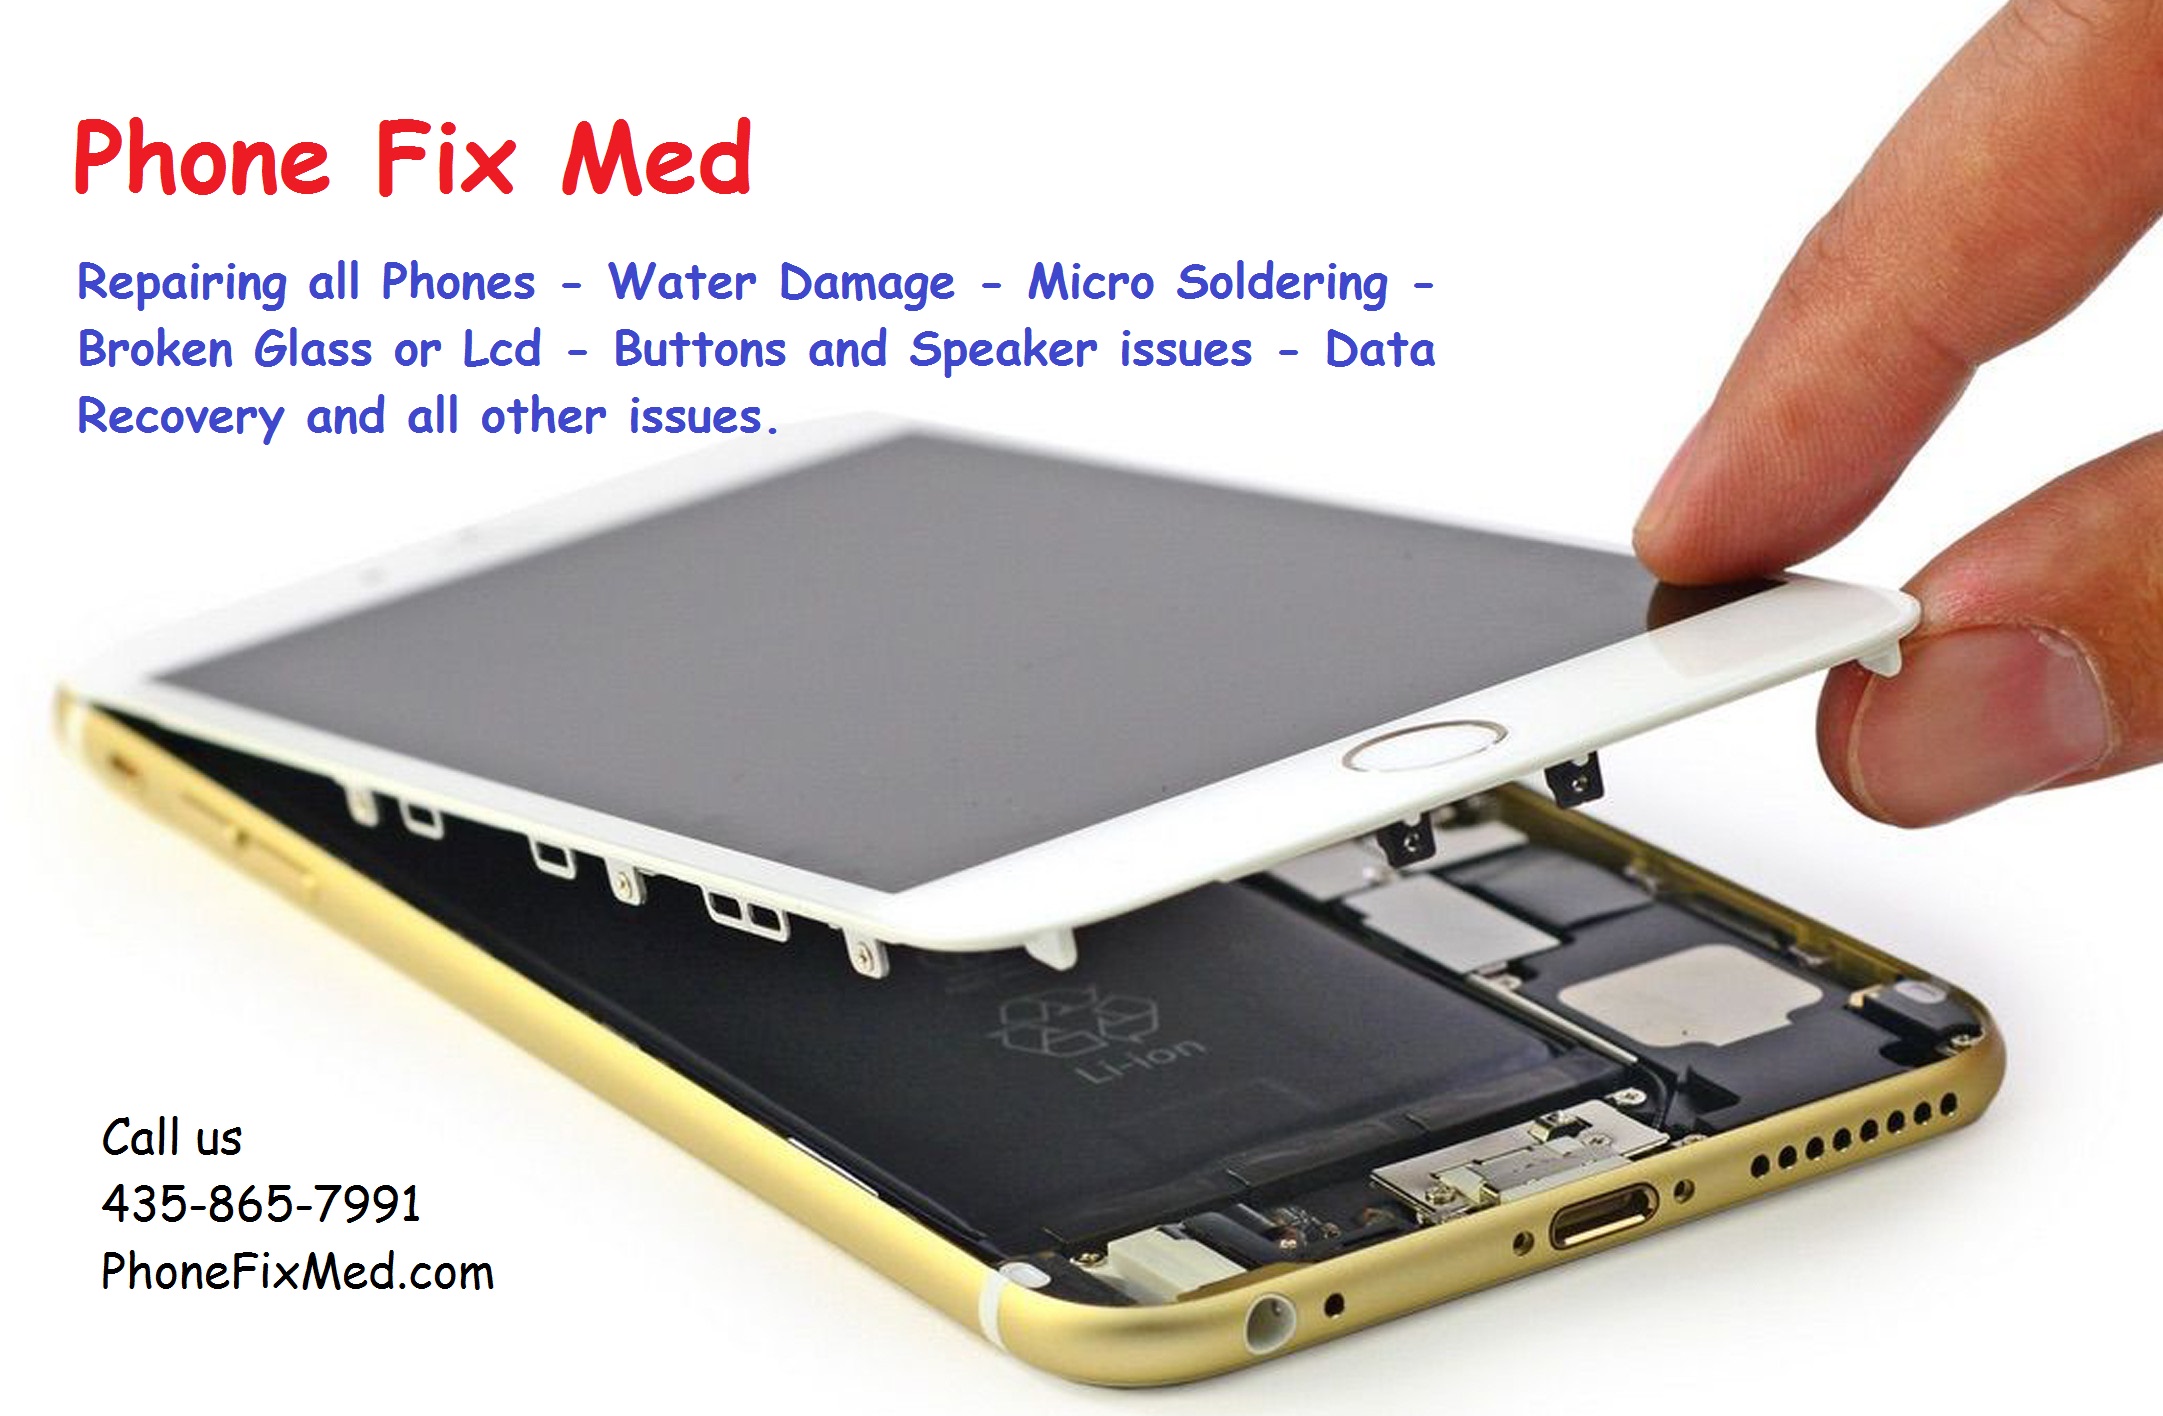 Phone Fix Med
Repairing all Phones - Water Damage - Micro Soldering -
Broken Glass or Lcd - Buttons and Speaker issues - Data
Recovery and all other issues.
Li-ion
Call us
435-865-7991
PhoneFixMed.com